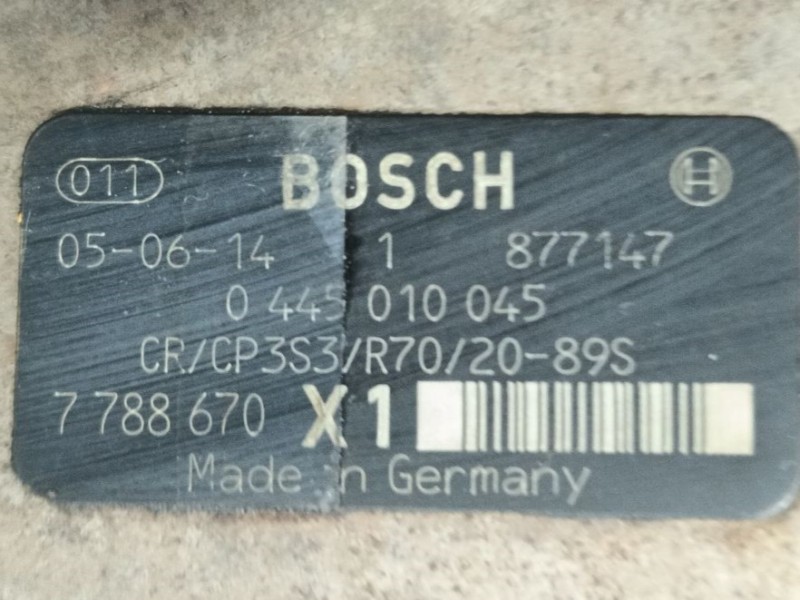 011 BOSCH H
05-06-14 1 877147
0 445 010 045
CR/CP3S3/R70/20-89S
7 788 670 X1
Made in Germany